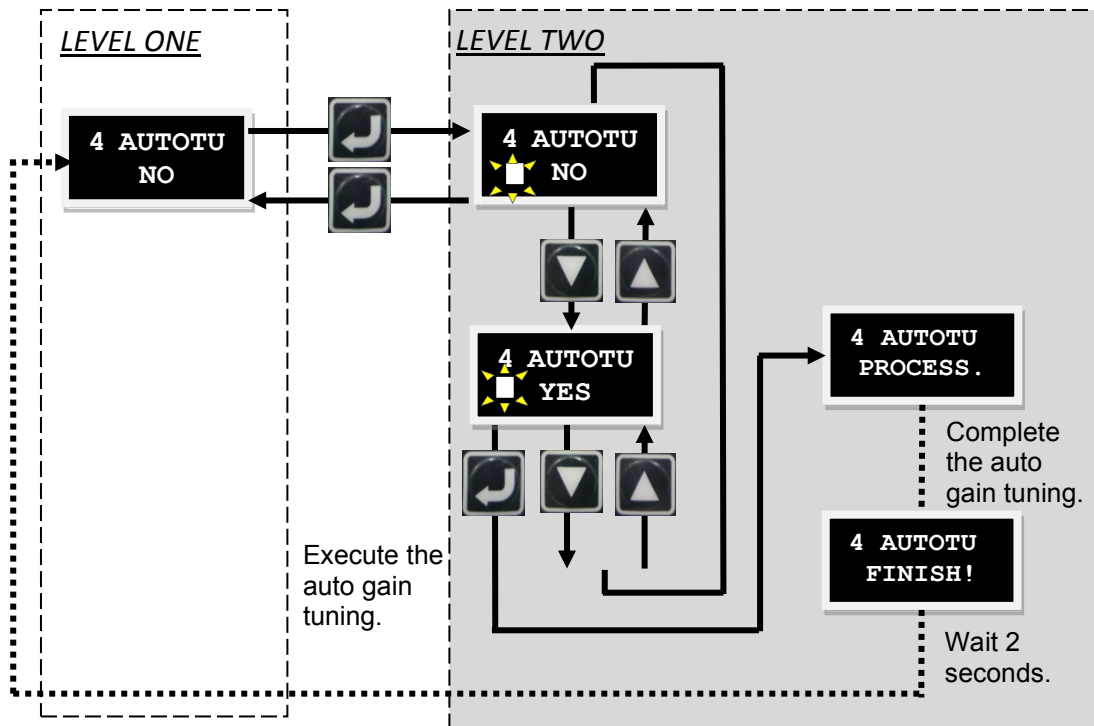 LEVEL ONE
LEVEL TWO
4 AUTOTU
NO
4 AUTOTU
NO
4 AUTOTU
YES
4 AUTOTU
PROCESS.
Complete
the auto
gain tuning.
4 AUTOTU
FINISH!
Execute the
auto gain
tuning.
Wait 2
seconds.